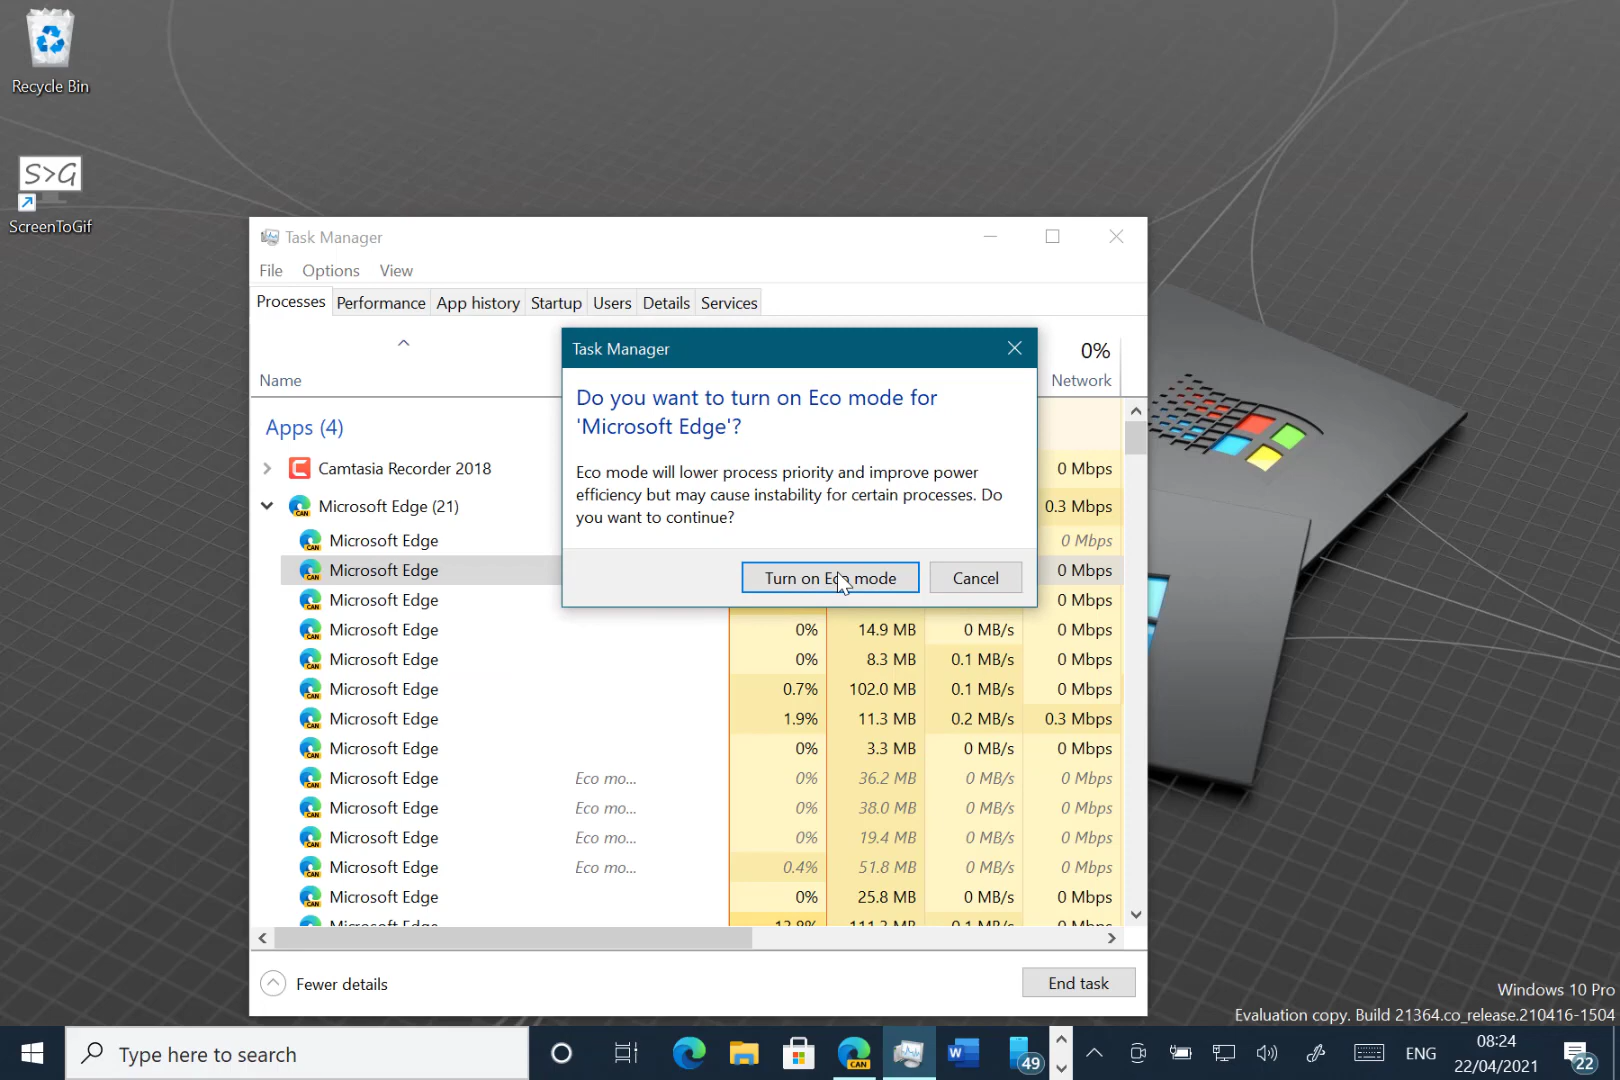 Recycle Bin
S>G
ScreenToGif
Task Manager
File Options View
Processes Performance App history Startup Users Details Services
0%
Name Network
Task Manager
Do you want to turn on Eco mode for
'Microsoft Edge'?
Eco mode will lower process priority and improve power
efficiency but may cause instability for certain processes. Do
you want to continue?
Turn on Eco mode Cancel
Apps (4)
Camtasia Recorder 2018 0 Mbps
Microsoft Edge (21) 0.3 Mbps
Microsoft Edge 0 Mbps
Microsoft Edge 0 Mbps
Microsoft Edge 0 Mbps
Microsoft Edge 0% 14.9 MB 0 MB/s 0 Mbps
Microsoft Edge 0% 8.3 MB 0.1 MB/s 0 Mbps
Microsoft Edge 0.7% 102.0 MB 0.1 MB/s 0 Mbps
Microsoft Edge 1.9% 11.3 MB 0.2 MB/s 0.3 Mbps
Microsoft Edge 0% 3.3 MB 0 MB/s 0 Mbps
Microsoft Edge Eco mo... 0% 36.2 MB 0 MB/s 0 Mbps
Microsoft Edge Eco mo... 0% 38.0 MB 0 MB/s 0 Mbps
Microsoft Edge Eco mo... 0% 19.4 MB 0 MB/s 0 Mbps
Microsoft Edge Eco mo... 0.4% 51.8 MB 0 MB/s 0 Mbps
Microsoft Edge 0% 25.8 MB 0 MB/s 0 Mbps
Fewer details End task
Windows 10 Pro
Evaluation copy. Build 21364.co_release.210416-1504
Type here to search
CAN
49
ENG
08:24
22/04/2021
22